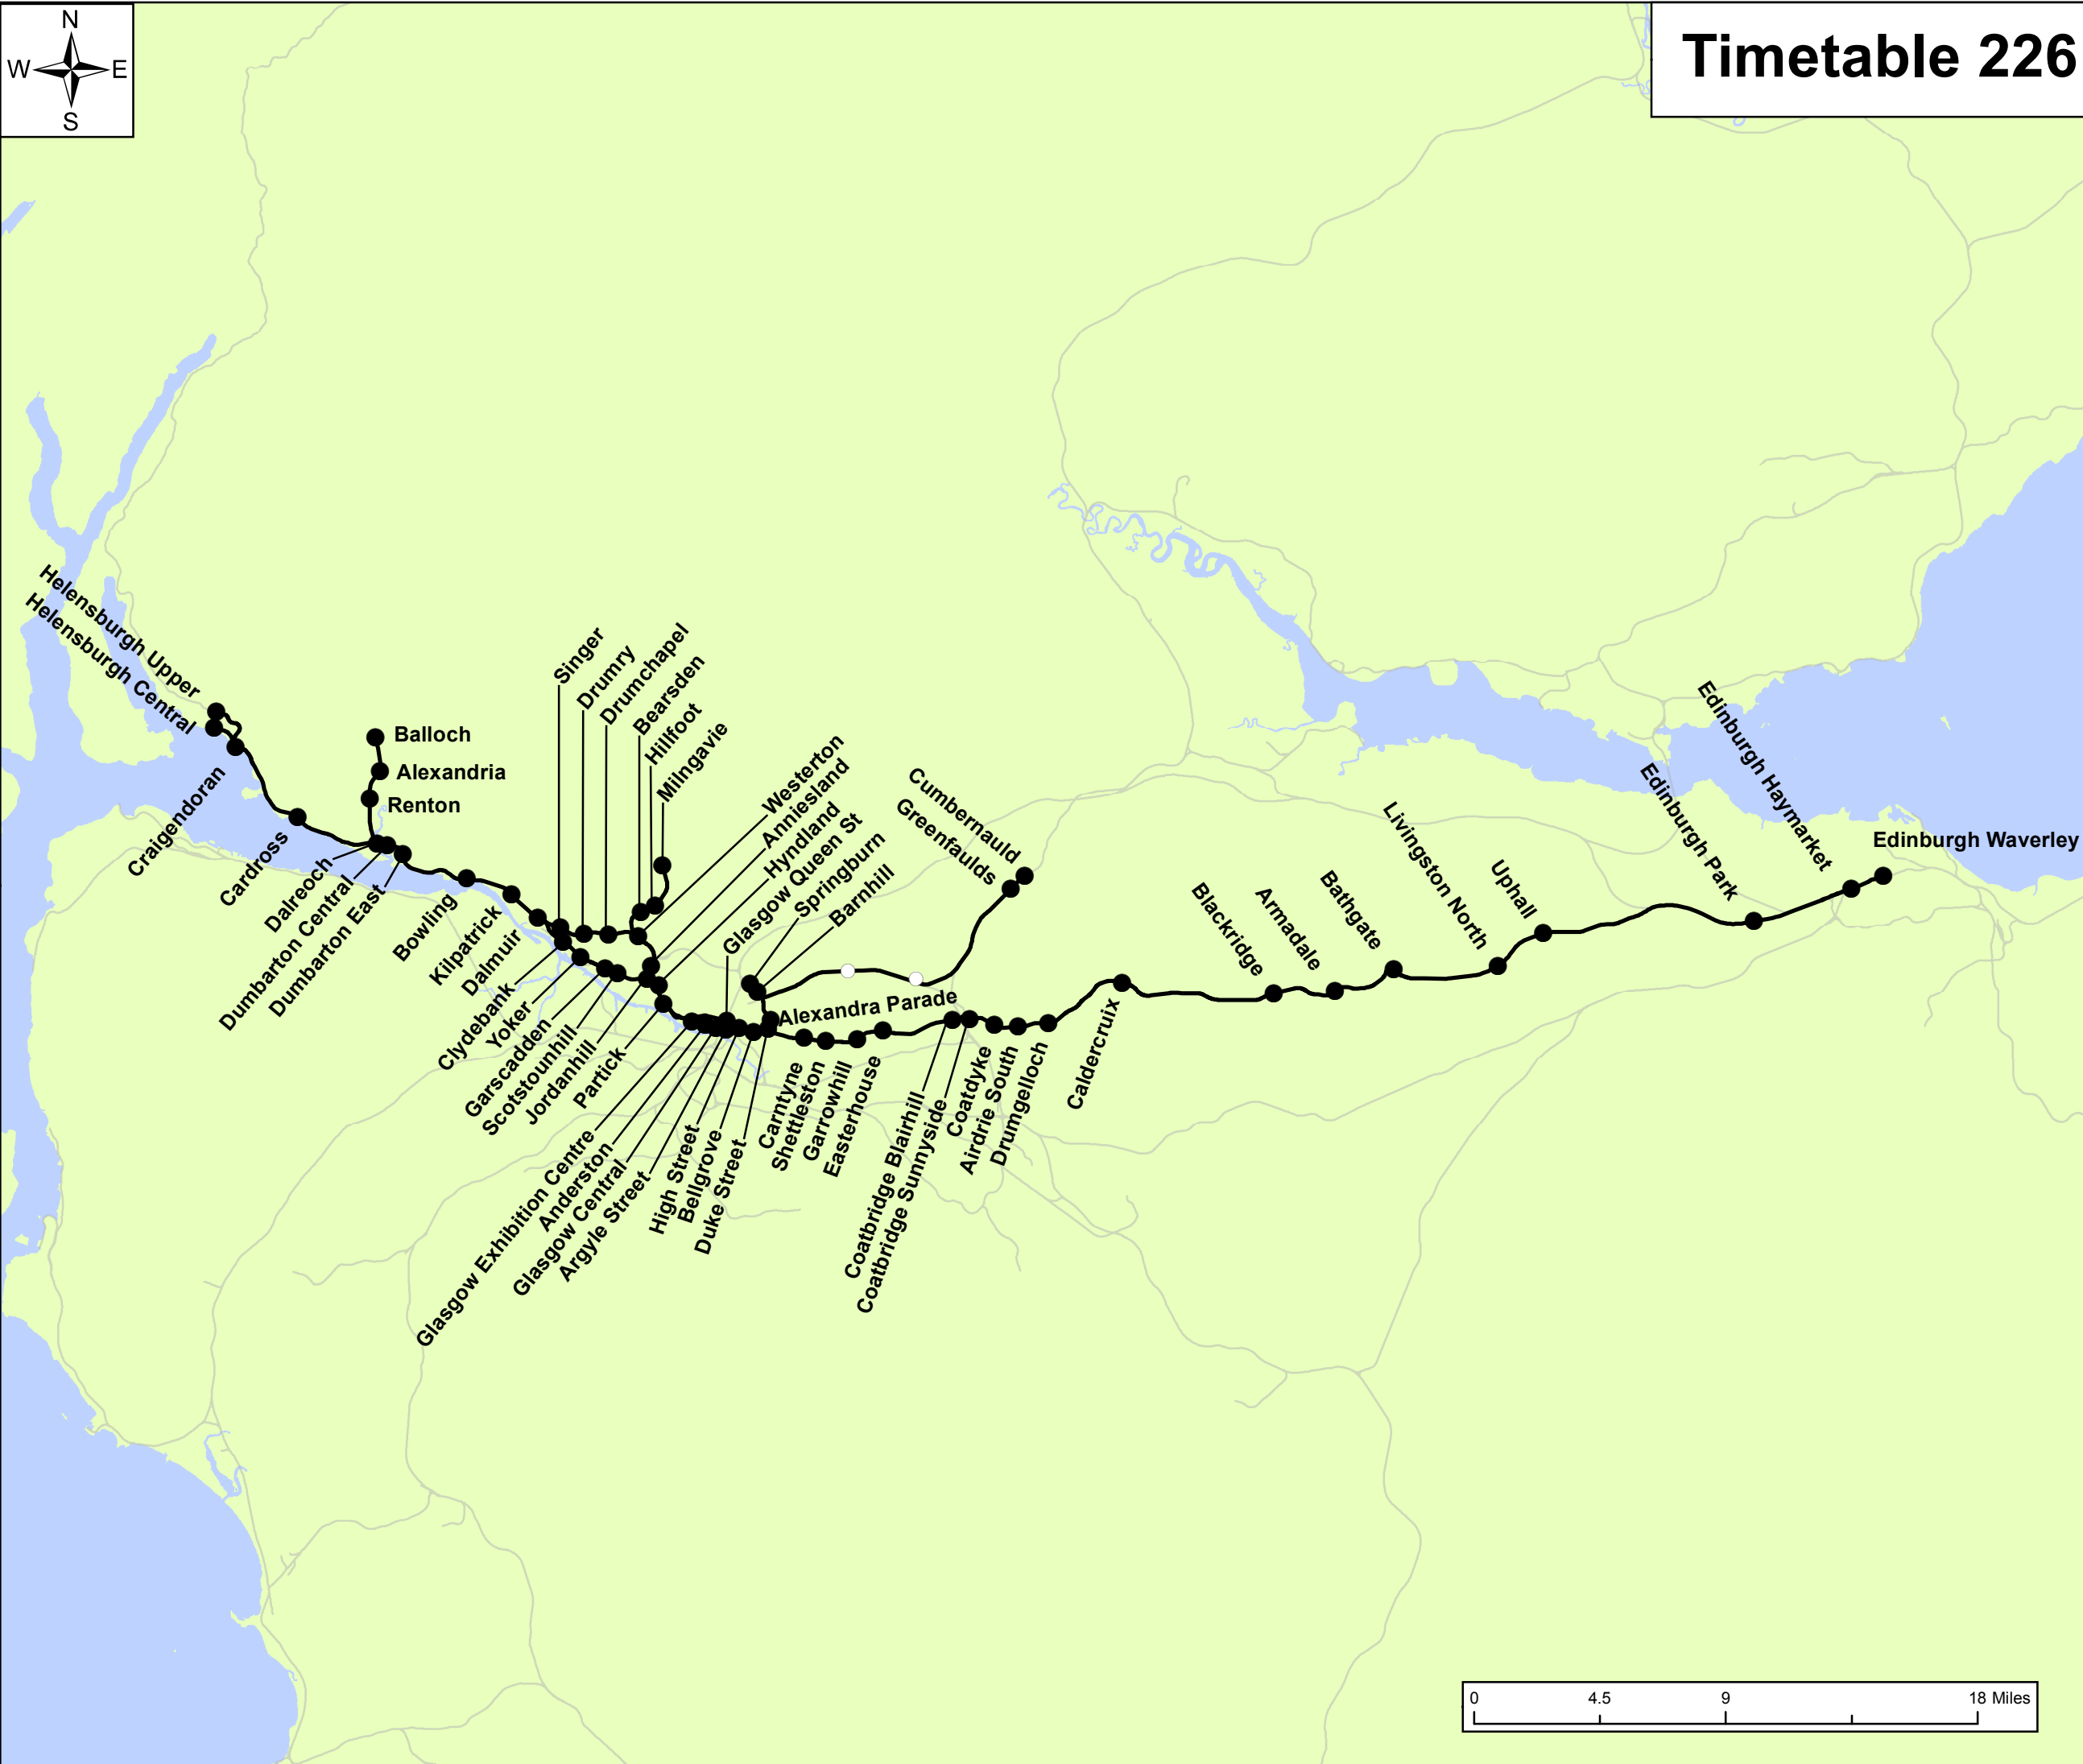 N
W E
S
Timetable 226
Helensburgh Upper
Helensburgh Central
Craigendoran
Cardross
Balloch
Alexandria
Renton
Dalreoch
Dumbarton Central
Dumbarton East
Bowling
Kilpatrick
Dalmuir
Singer
Drumry
Drumchapel
Bearsden
Hillfoot
Milngavie
Westerton
Anniesland
Hyndland
Glasgow Queen St
Springburn
Barnhill
Clydebank
Yoker
Garscadden
Scotstounhill
Jordanhill
Partick
Glasgow Exhibition Centre
Anderston
Glasgow Central
Argyle Street
High Street
Bellgrove
Duke Street
Alexandra Parade
Cumbernauld
Greenfaulds
Carntyne
Shettleston
Garrowhill
Easterhouse
Coatbridge Blairhill
Coatbridge Sunnyside
Coatdyke
Airdrie South
Drumgelloch
Caldercruix
Blackridge
Armadale
Bathgate
Livingston North
Uphall
Edinburgh Park
Edinburgh Haymarket
Edinburgh Waverley
0 4.5 9 18 Miles